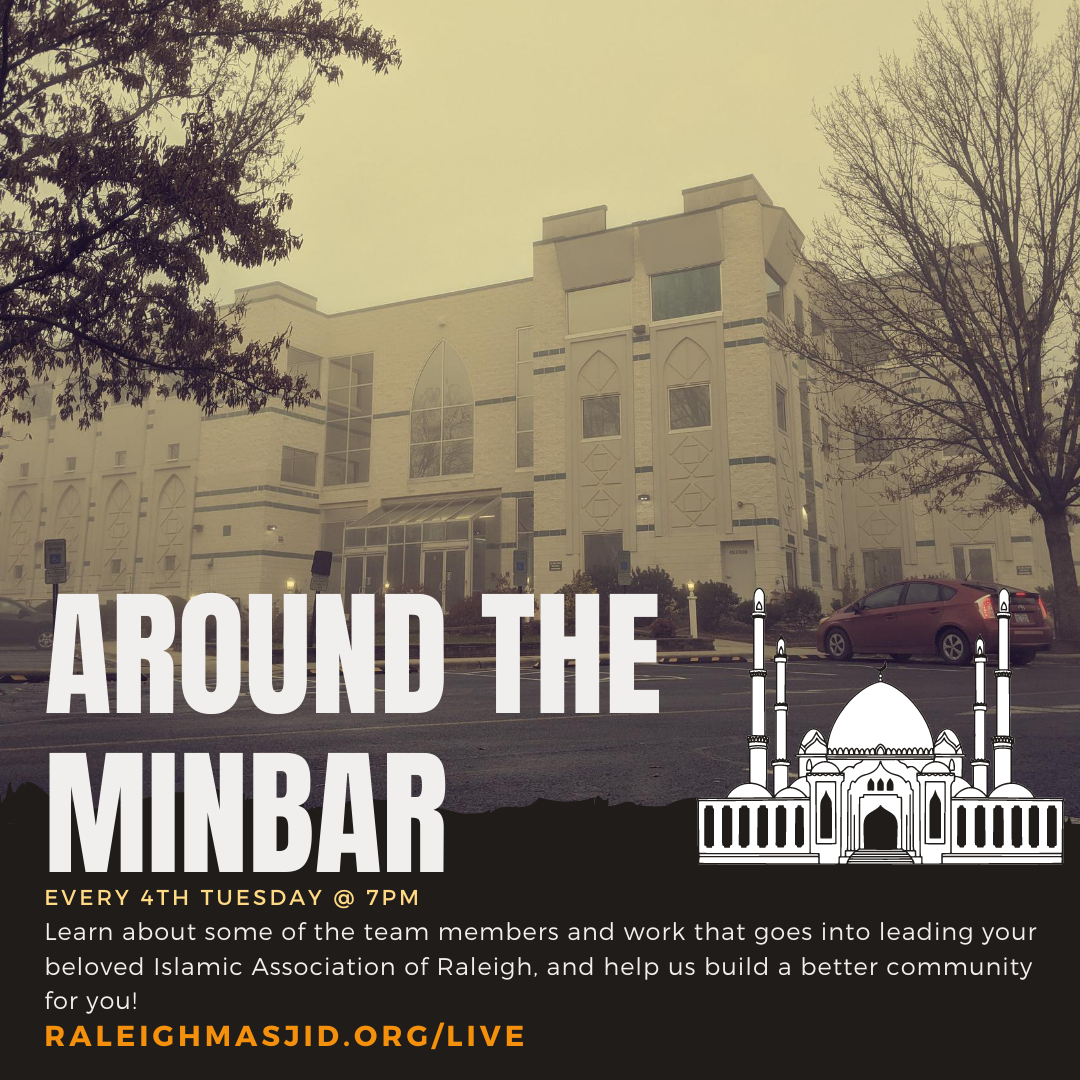 AROUND THE
MINBAR
EVERY 4TH TUESDAY @ 7PM
Learn about some of the team members and work that goes into leading your
beloved Islamic Association of Raleigh, and help us build a better community
for you!
RALEIGHMASJID.ORG/LIVE